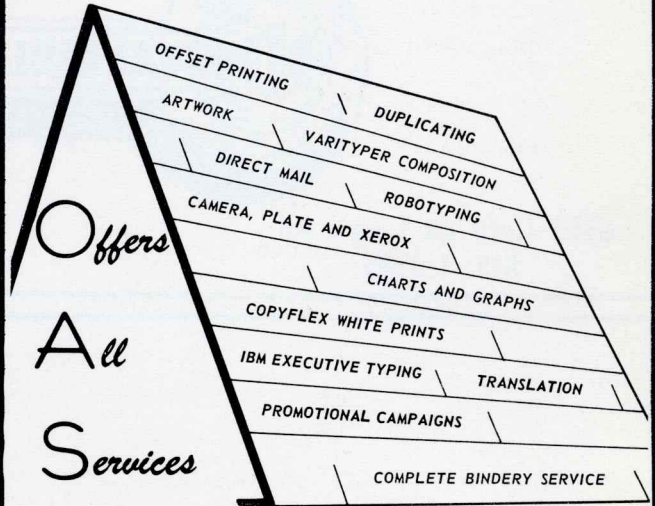 OFFSET PRINTING
DUPLICATING
ARTWORK
VARITYPER COMPOSITION
DIRECT MAIL
ROBOTYPING
CAMERA, PLATE AND XEROX
CHARTS AND GRAPHS
COPYFLEX WHITE PRINTS
IBM EXECUTIVE TYPING
TRANSLATION
PROMOTIONAL CAMPAIGNS
COMPLETE BINDERY SERVICE
Offers
All
Services